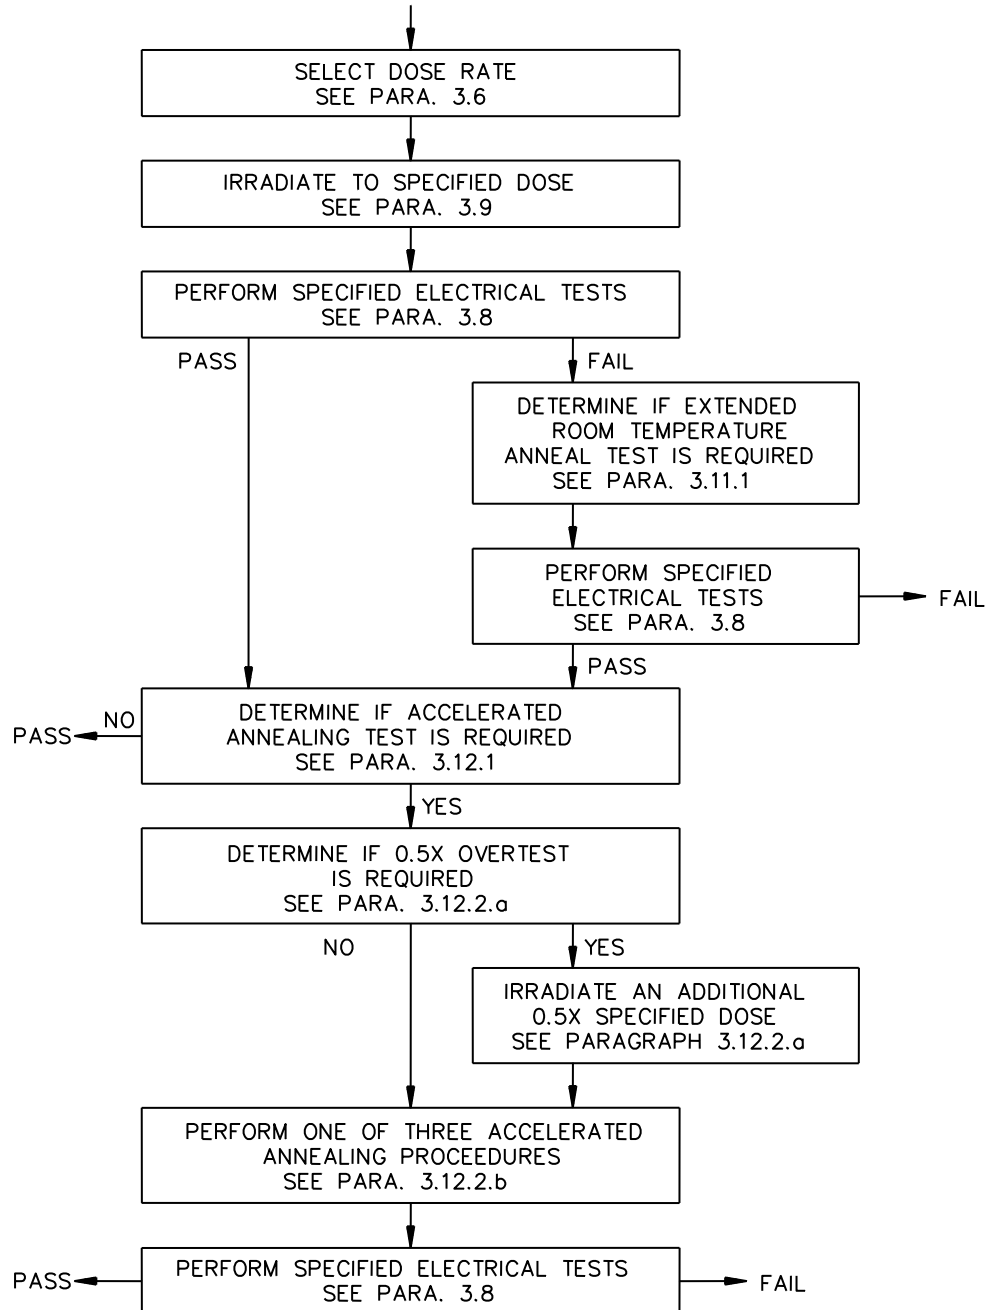 SELECT DOSE RATE
SEE PARA. 3.6
IRRADIATE TO SPECIFIED DOSE
SEE PARA. 3.9
PERFORM SPECIFIED ELECTRICAL TESTS
SEE PARA. 3.8
PASS
FAIL
DETERMINE IF EXTENDED
ROOM TEMPERATURE
ANNEAL TEST IS REQUIRED
SEE PARA. 3.11.1
PERFORM SPECIFIED
ELECTRICAL TESTS
SEE PARA. 3.8
FAIL
PASS
NO
PASS
DETERMINE IF ACCELERATED
ANNEALING TEST IS REQUIRED
SEE PARA. 3.12.1
YES
DETERMINE IF 0.5X OVERTEST
IS REQUIRED
SEE PARA. 3.12.2.a
NO
YES
IRRADIATE AN ADDITIONAL
0.5X SPECIFIED DOSE
SEE PARAGRAPH 3.12.2.a
PERFORM ONE OF THREE ACCELERATED
ANNEALING PROCEEDURES
SEE PARA. 3.12.2.b
PASS
PERFORM SPECIFIED ELECTRICAL TESTS
SEE PARA. 3.8
FAIL